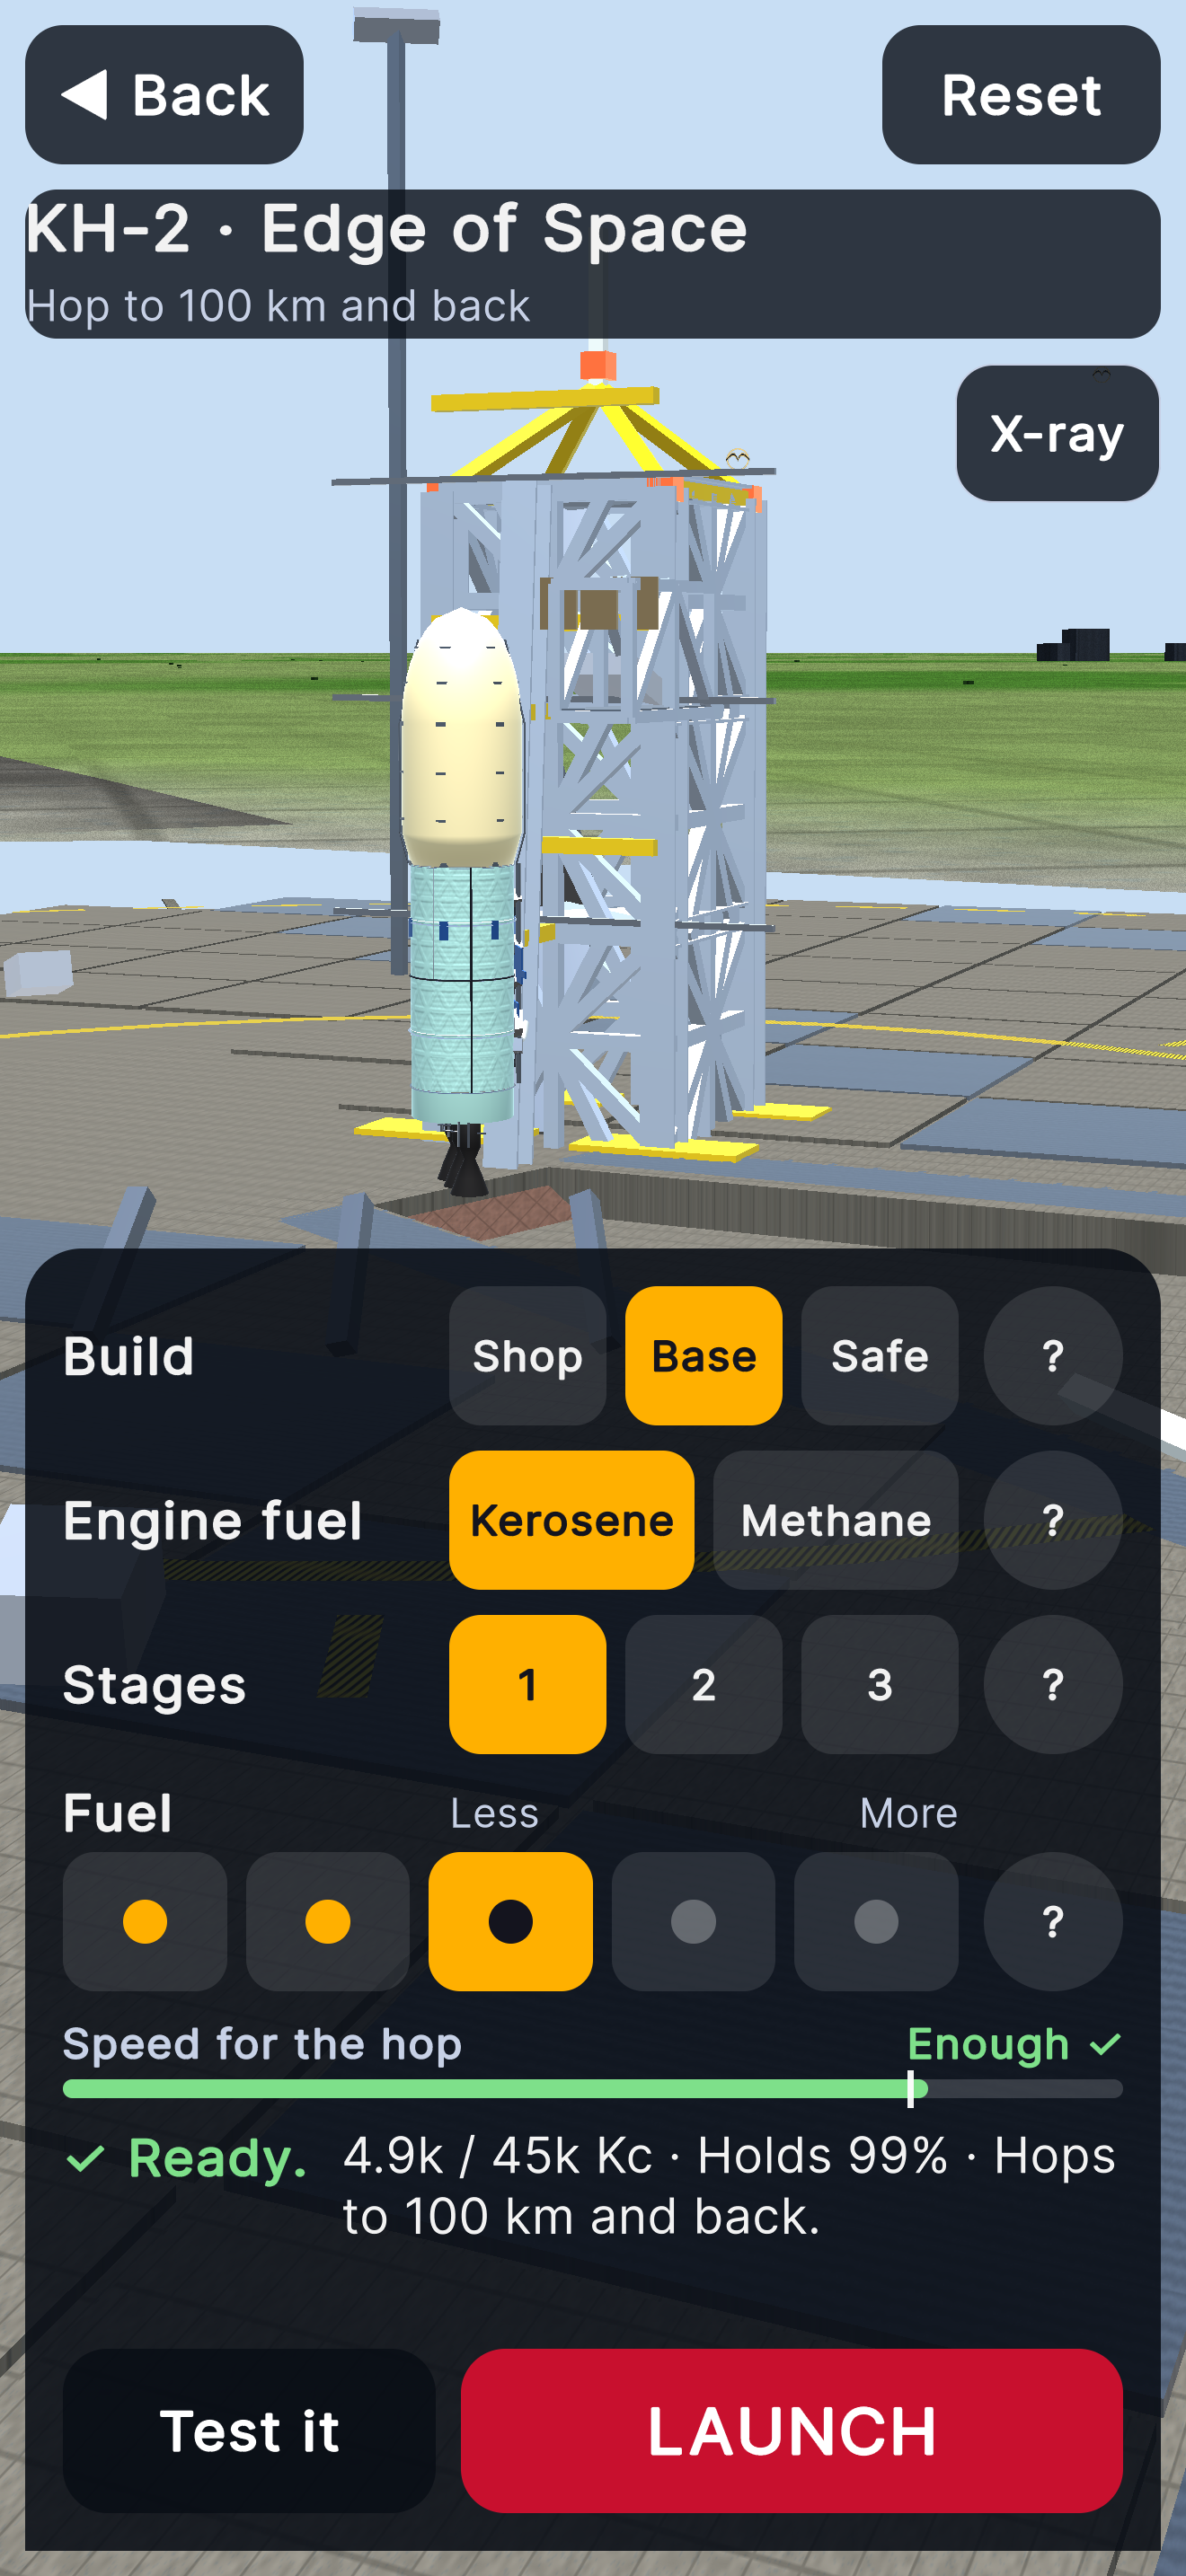 ◀ Back
Reset
KH-2 · Edge of Space
Hop to 100 km and back
X-ray
Build
Shop
Base
Safe
?
Engine fuel
Kerosene
Methane
?
Stages
1
2
3
?
Fuel
Less
More
?
Speed for the hop
Enough ✓
✓ Ready.
4.9k / 45k Kc · Holds 99% · Hops
to 100 km and back.
Test it
LAUNCH